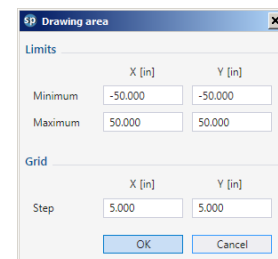 sp Drawing area
Limits
X [in] Y [in]
Minimum -50.000 -50.000
Maximum 50.000 50.000
Grid
X [in] Y [in]
Step 5.000 5.000
OK Cancel